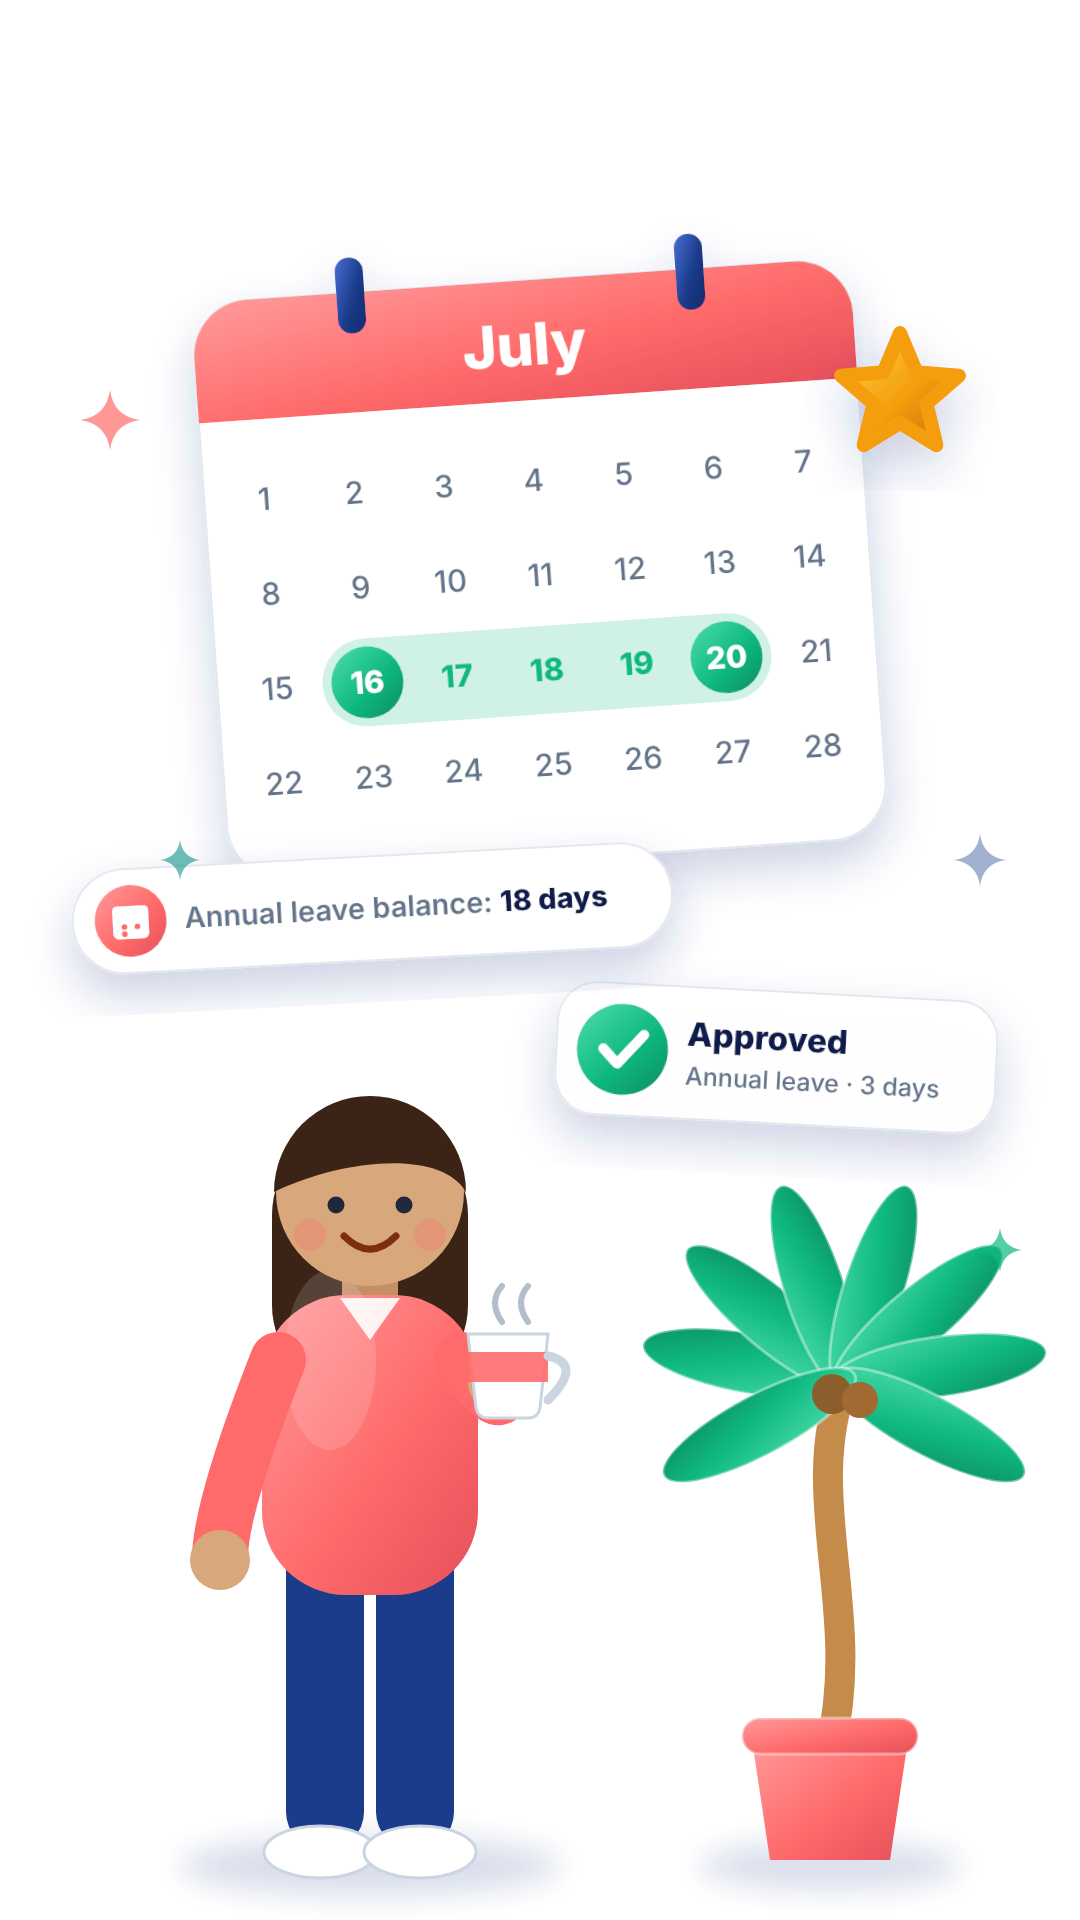 July
1 2 3 4 5 6 7
8 9 10 11 12 13 14
15 16 17 18 19 20 21
22 23 24 25 26 27 28
Annual leave balance: 18 days
Approved
Annual leave · 3 days